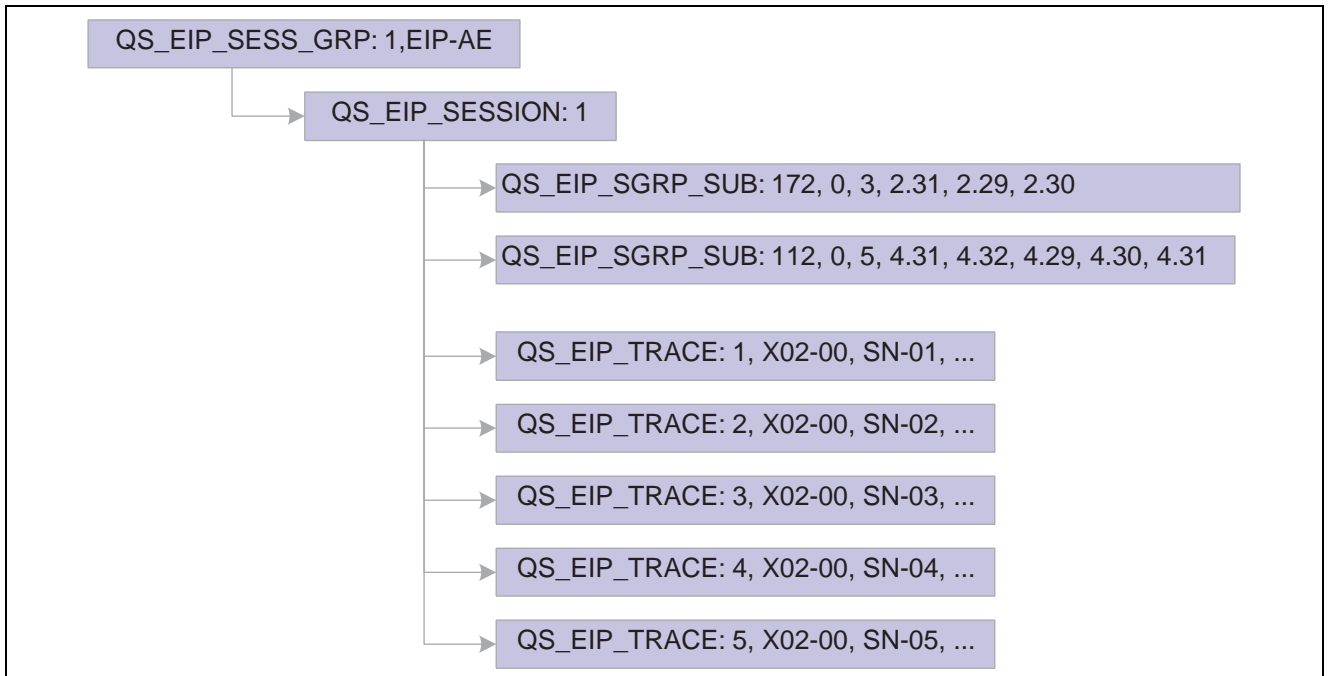 QS_EIP_SESS_GRP: 1,EIP-AE
QS_EIP_SESSION: 1
QS_EIP_SGRP_SUB: 172, 0, 3, 2.31, 2.29, 2.30
QS_EIP_SGRP_SUB: 112, 0, 5, 4.31, 4.32, 4.29, 4.30, 4.31
QS_EIP_TRACE: 1, X02-00, SN-01, ...
QS_EIP_TRACE: 2, X02-00, SN-02, ...
QS_EIP_TRACE: 3, X02-00, SN-03, ...
QS_EIP_TRACE: 4, X02-00, SN-04, ...
QS_EIP_TRACE: 5, X02-00, SN-05, ...